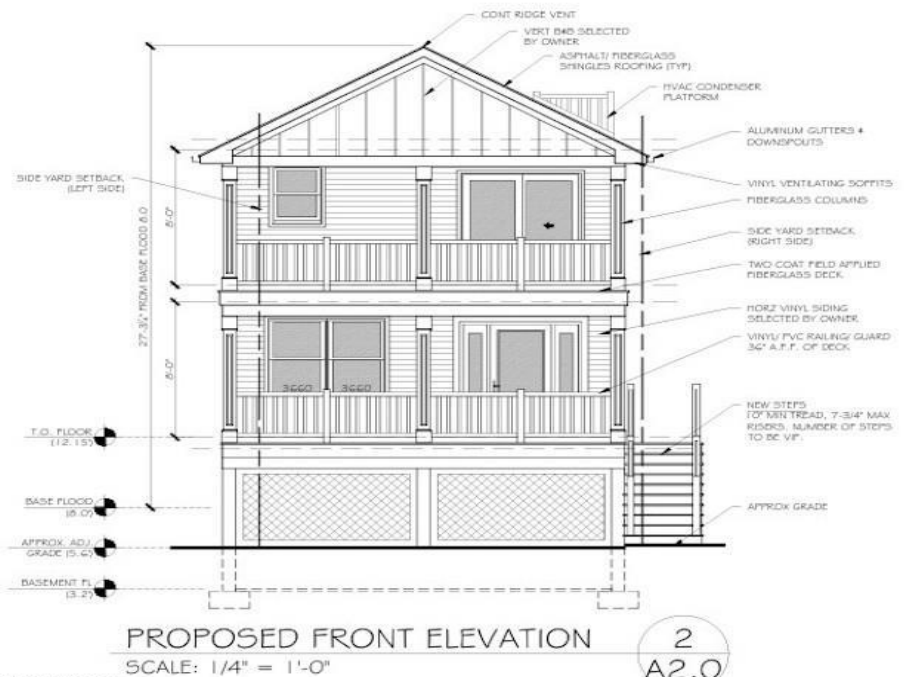 CONT RIDGE VENT
VERT B&B SELECTED
BY OWNER
ASPHALT/ FIBERGLASS
SHINGLES ROOFING (TYP)
HVAC CONDENSER
PLATFORM
ALUMINUM GUTTERS &
DOWNSPOUTS
SIDE YARD SETBACK
(LEFT SIDE)
VINYL VENTILATING SOFFITS
FIBERGLASS COLUMNS
SIDE YARD SETBACK
(RIGHT SIDE)
8'-0"
TWO COAT FIELD APPLIED
FIBERGLASS DECK
27'-3½" FROM BASE FLOOD 8.0
HORZ VINYL SIDING
SELECTED BY OWNER
VINYL/ PVC RAILING/ GUARD
36" A.F.F. OF DECK
8'-0"
3660 3660
NEW STEPS
10" MIN TREAD, 7-3/4" MAX
RISERS. NUMBER OF STEPS
TO BE VIF.
T.O. FLOOR
(12.15)
BASE FLOOD
(8.0')
APPROX GRADE
APPROX. ADJ.
GRADE (5.6')
BASEMENT FL
(3.2')
PROPOSED FRONT ELEVATION
SCALE: 1/4" = 1'-0"
2
A2.0